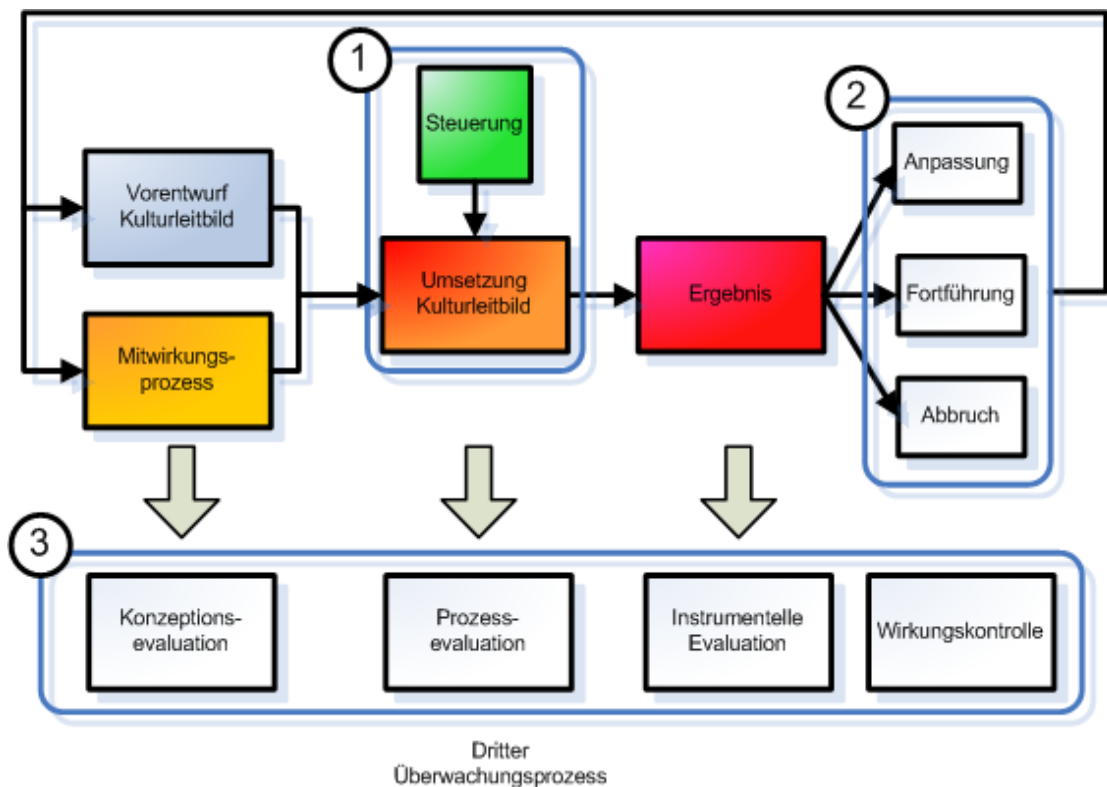 1
Steuerung
2
Anpassung
Vorentwurf
Kulturleitbild
Umsetzung
Kulturleitbild
Ergebnis
Fortführung
Mitwirkungs-
prozess
Abbruch
3
Konzeptions-
evaluation
Prozess-
evaluation
Instrumentelle
Evaluation
Wirkungskontrolle
Dritter
Überwachungsprozess